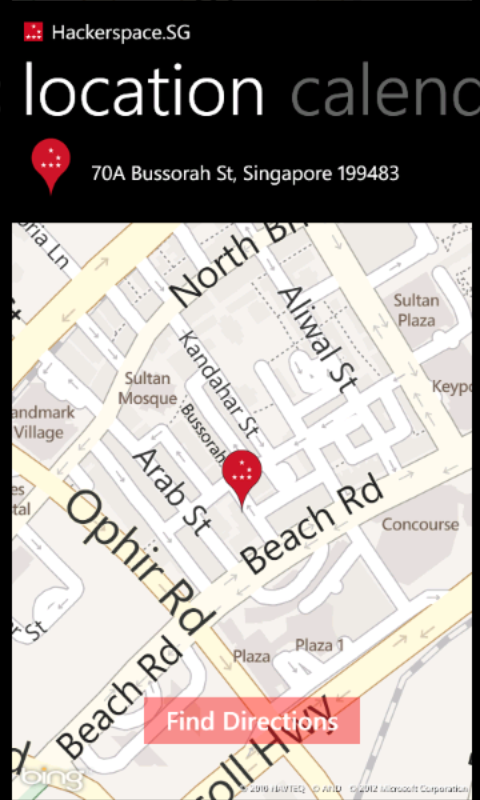 Hackerspace.SG
location calend
70A Bussorah St, Singapore 199483
ria Ln
North Br
Aliwal St
Sultan
Plaza
Kandahar St
Sultan
Mosque
Keypo
andmark
Village
Bussorah
Arab St
es
tal
Ophir Rd
Beach Rd
Concourse
r St
Beach Rd
Plaza
Plaza 1
Find Directions
soll Hwy
bing
© 2010 NAVTEQ © AND © 2012 Microsoft Corporation